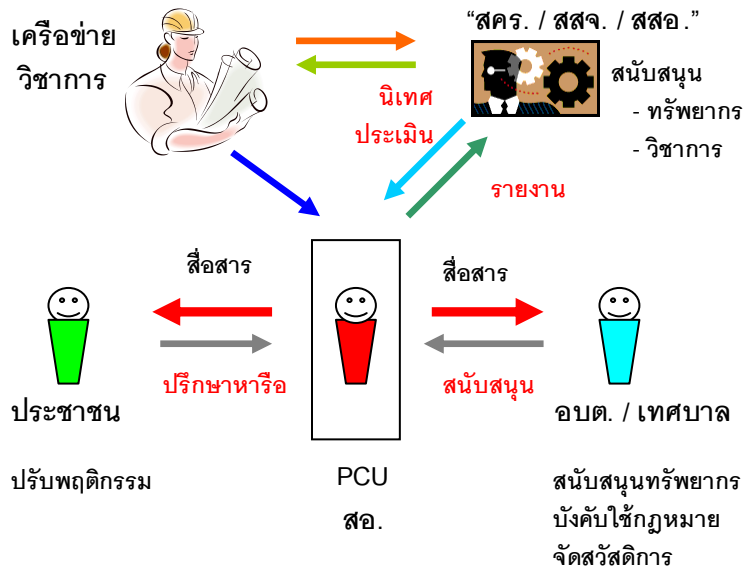 เครือข่าย
วิชาการ
“สคร. / สสจ. / สสอ.”
สนับสนุน
- ทรัพยากร
- วิชาการ
นิเทศ
ประเมิน
รายงาน
สื่อสาร
สื่อสาร
ปรึกษาหารือ
สนับสนุน
ประชาชน
อบต. / เทศบาล
ปรับพฤติกรรม
PCU
สอ.
สนับสนุนทรัพยากร
บังคับใช้กฎหมาย
จัดสวัสดิการ